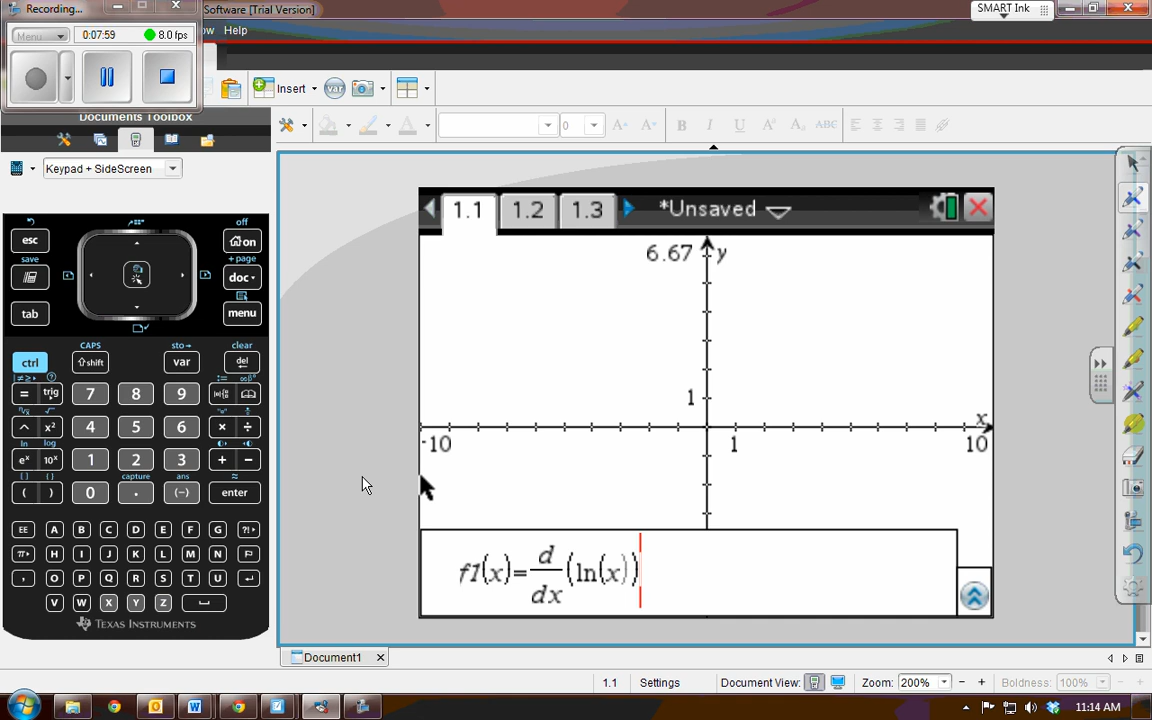 Recording...
Software [Trial Version]
SMART Ink
Menu
0:07:59
8.0 fps
Help
Insert
var
Documents Toolbox
0
B I U ABC
Keypad + SideScreen
off
esc
on
save
+ page
doc
tab
menu
CAPS
sto→
clear
ctrl
shift
var
del
= trig 7 8 9
^ x² 4 5 6 × ÷
ln log
eˣ 10ˣ 1 2 3 + −
capture ans
( ) 0 . (−) enter
EE A B C D E F G ?!
π H I J K L M N
, O P Q R S T U
V W X Y Z
TEXAS INSTRUMENTS
1.1 1.2 1.3 *Unsaved
6.67 y
1
x
-10 1 10
f1(x)=d/dx(ln(x))
Document1
1.1 Settings Document View: Zoom: 200% Boldness: 100%
11:14 AM